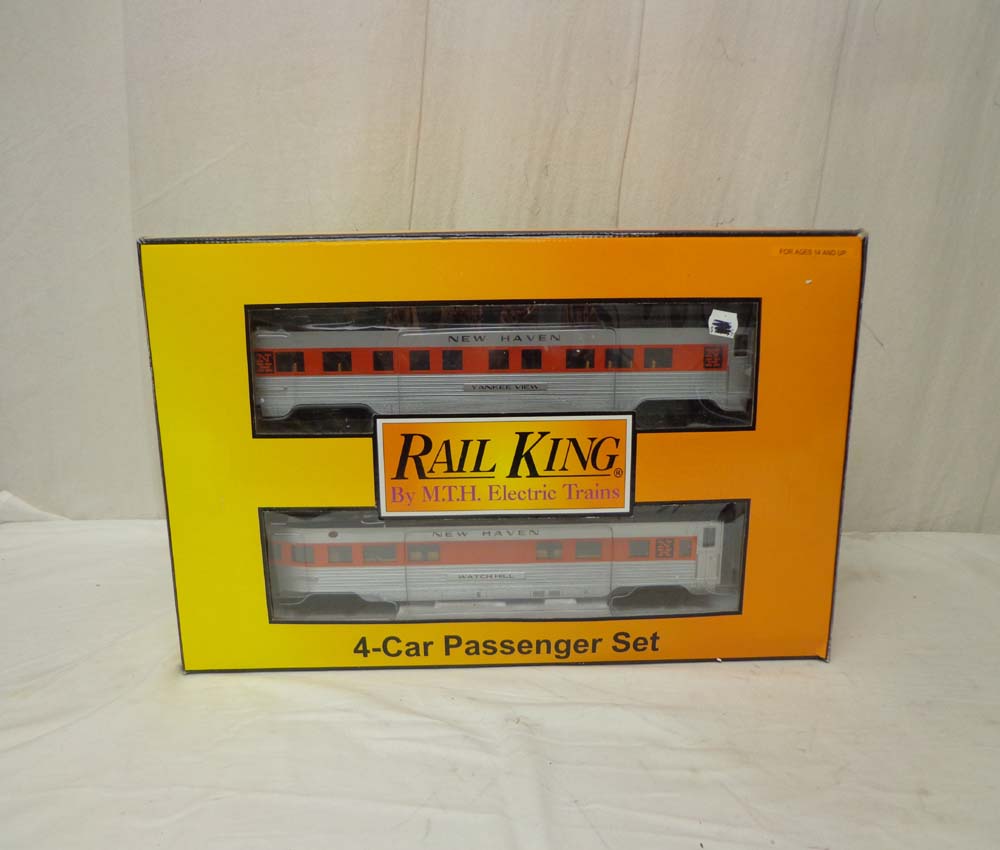 FOR AGES 14 AND UP
NEW HAVEN
YANKEE VIEW
RAIL KING®
By M.T.H. Electric Trains
NEW HAVEN
WATCH HILL
4-Car Passenger Set